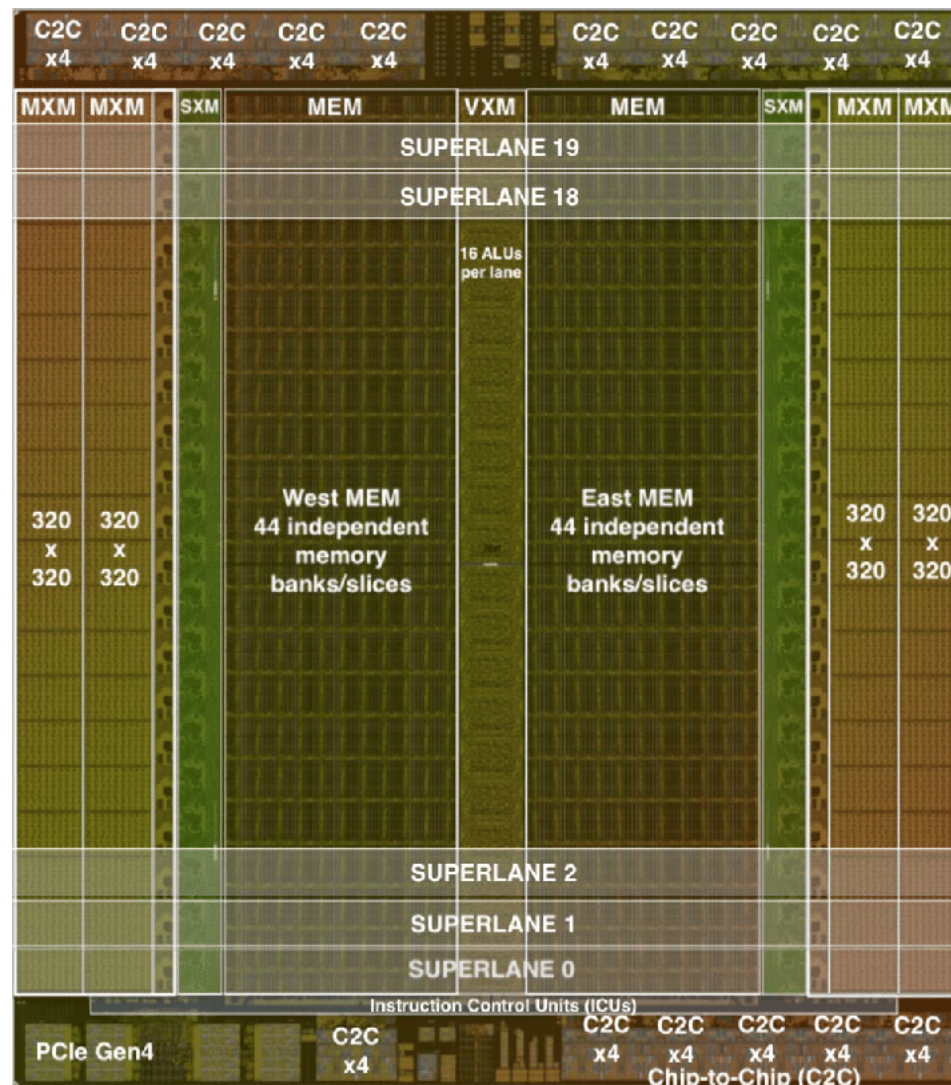 C2C C2C C2C C2C C2C C2C C2C C2C C2C C2C
x4 x4 x4 x4 x4 x4 x4 x4 x4 x4
MXM MXM SXM MEM VXM MEM SXM MXM MXM
SUPERLANE 19
SUPERLANE 18
16 ALUs
per lane
West MEM
44 independent
memory
banks/slices
East MEM
44 independent
memory
banks/slices
320
x
320
320
x
320
320
x
320
320
x
320
SUPERLANE 2
SUPERLANE 1
SUPERLANE 0
Instruction Control Units (ICUs)
PCIe Gen4
C2C
x4
C2C C2C C2C C2C C2C
x4 x4 x4 x4 x4
Chip-to-Chip (C2C)